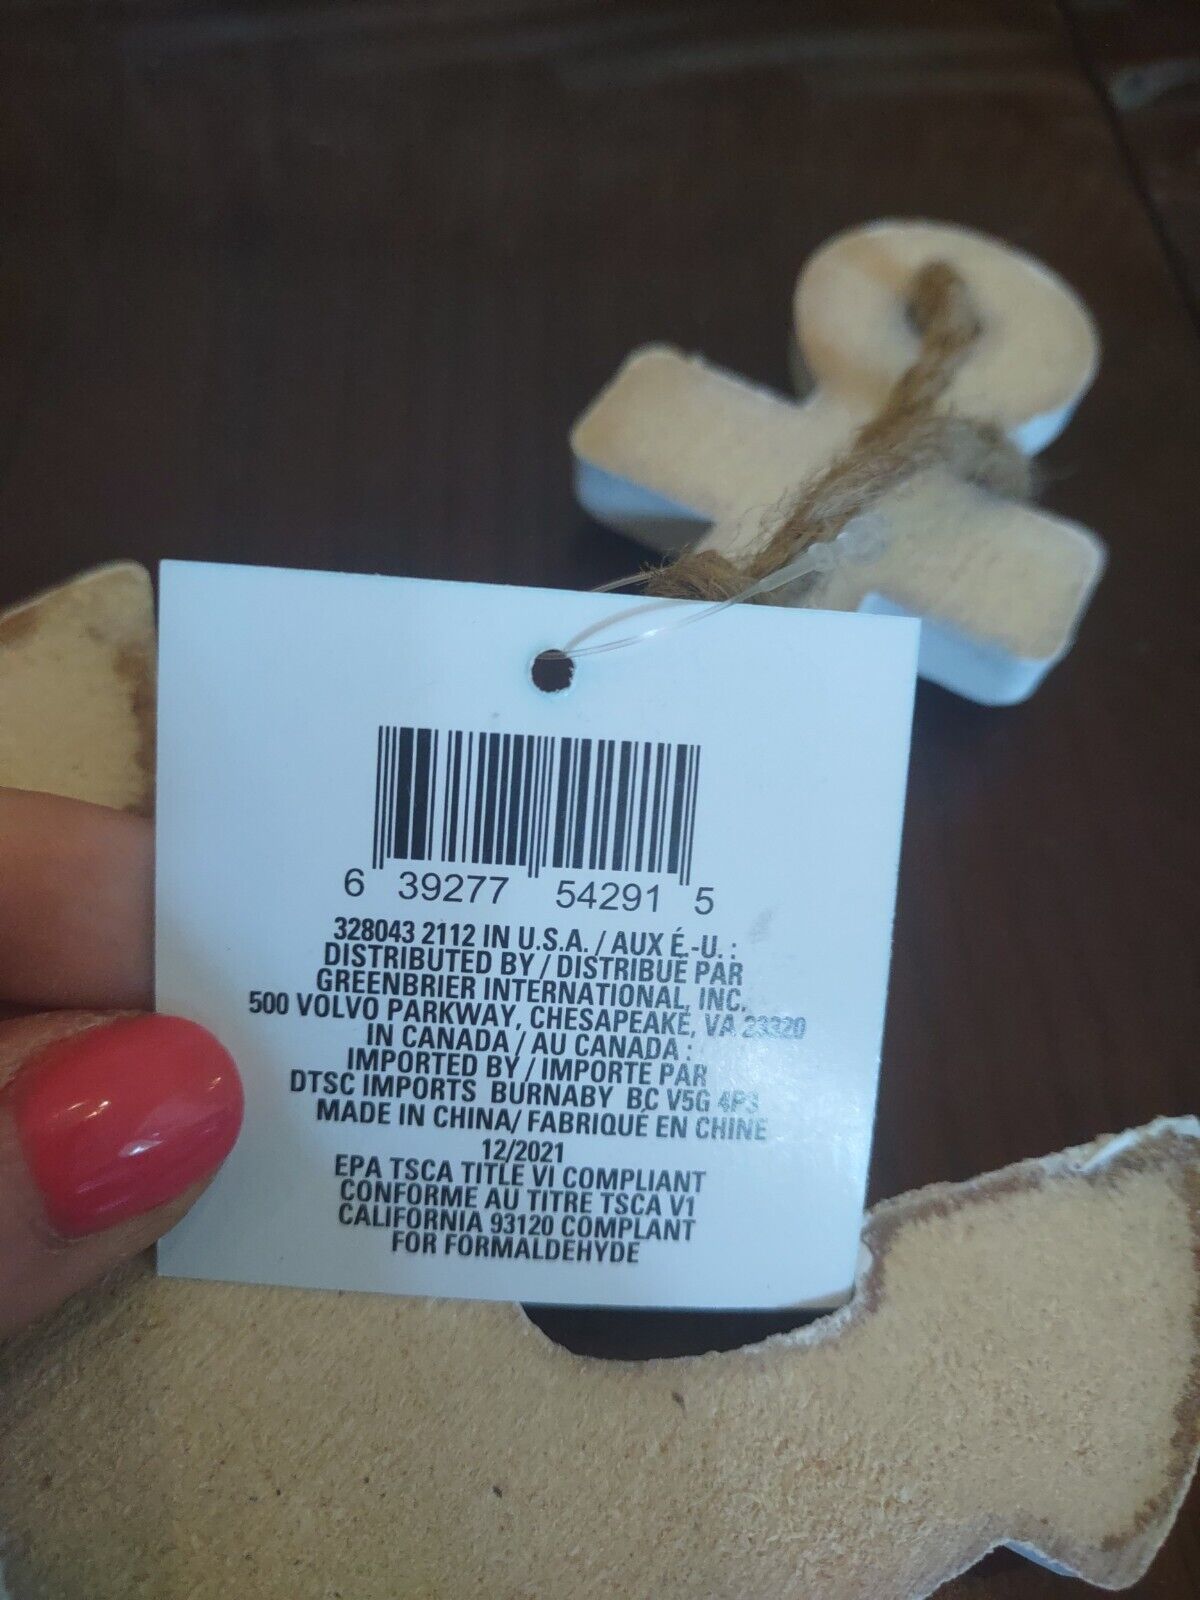 6 39277 54291 5
328043 2112 IN U.S.A. / AUX É.-U. :
DISTRIBUTED BY / DISTRIBUÉ PAR
GREENBRIER INTERNATIONAL, INC.
500 VOLVO PARKWAY, CHESAPEAKE, VA 23320
IN CANADA / AU CANADA :
IMPORTED BY / IMPORTE PAR
DTSC IMPORTS BURNABY BC V5G 4P3
MADE IN CHINA/ FABRIQUÉ EN CHINE
12/2021
EPA TSCA TITLE VI COMPLIANT
CONFORME AU TITRE TSCA V1
CALIFORNIA 93120 COMPLANT
FOR FORMALDEHYDE